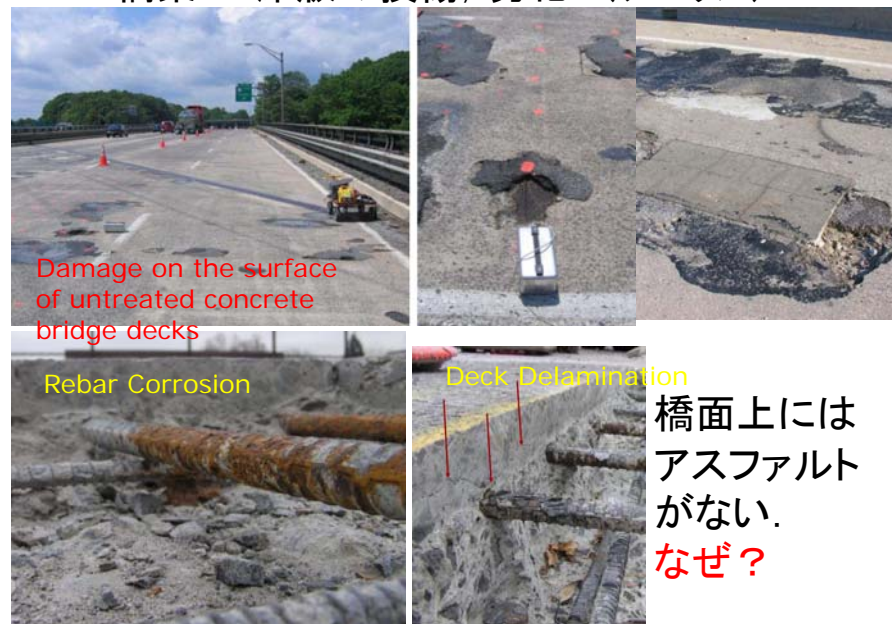 Damage on the surface
of untreated concrete
bridge decks
Rebar Corrosion
Deck Delamination
橋面上には
アスファルト
がない.
なぜ？